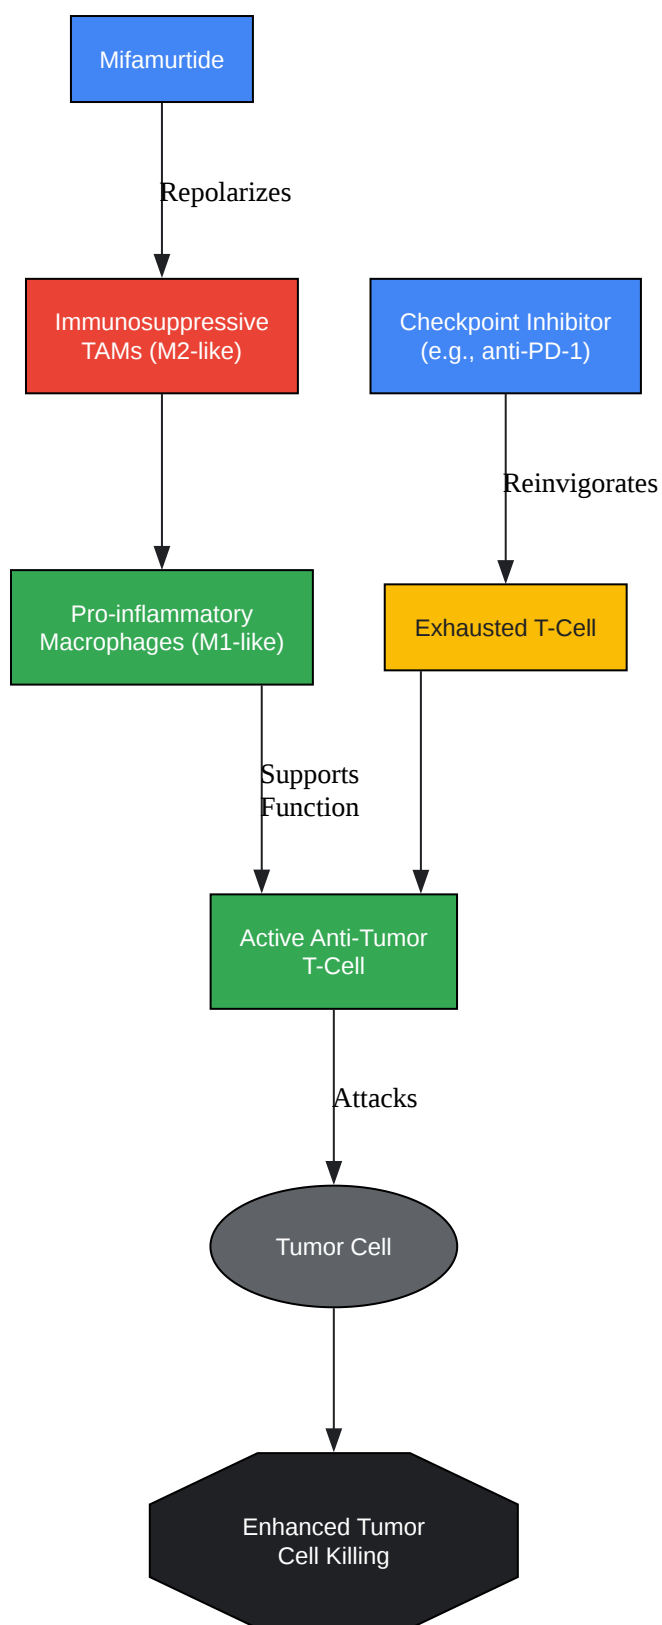 Mifamurtide
Repolarizes
Immunosuppressive
TAMs (M2-like)
Checkpoint Inhibitor
(e.g., anti-PD-1)
Reinvigorates
Pro-inflammatory
Macrophages (M1-like)
Exhausted T-Cell
Supports
Function
Active Anti-Tumor
T-Cell
Attacks
Tumor Cell
Enhanced Tumor
Cell Killing